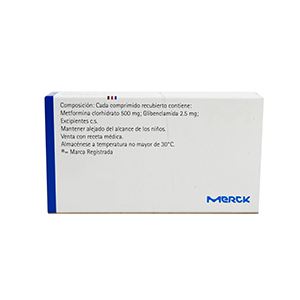 Composición: Cada comprimido recubierto contiene:
Metformina clorhidrato 500 mg; Glibenclamida 2.5 mg;
Excipientes c.s.
Mantener alejado del alcance de los niños.
Venta con receta médica.
Almacénese a temperatura no mayor de 30°C.
Marca Registrada
MERCK